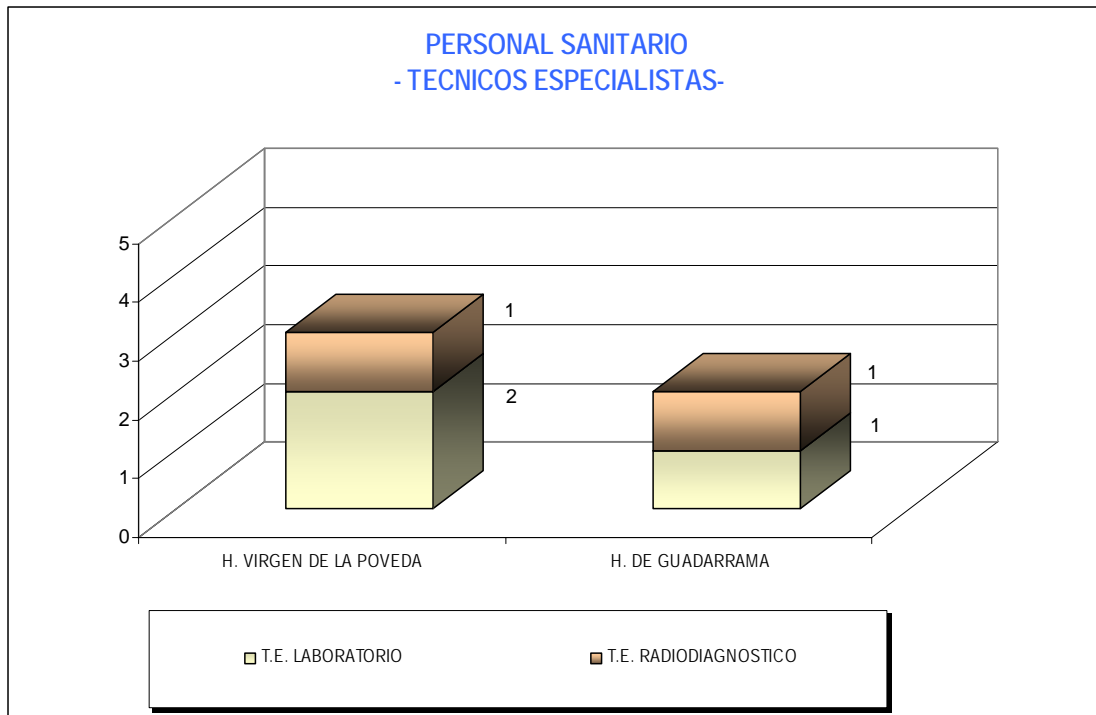 PERSONAL SANITARIO
- TECNICOS ESPECIALISTAS-
5
4
3
2
1
0
1
2
1
1
H. VIRGEN DE LA POVEDA
H. DE GUADARRAMA
T.E. LABORATORIO
T.E. RADIODIAGNOSTICO